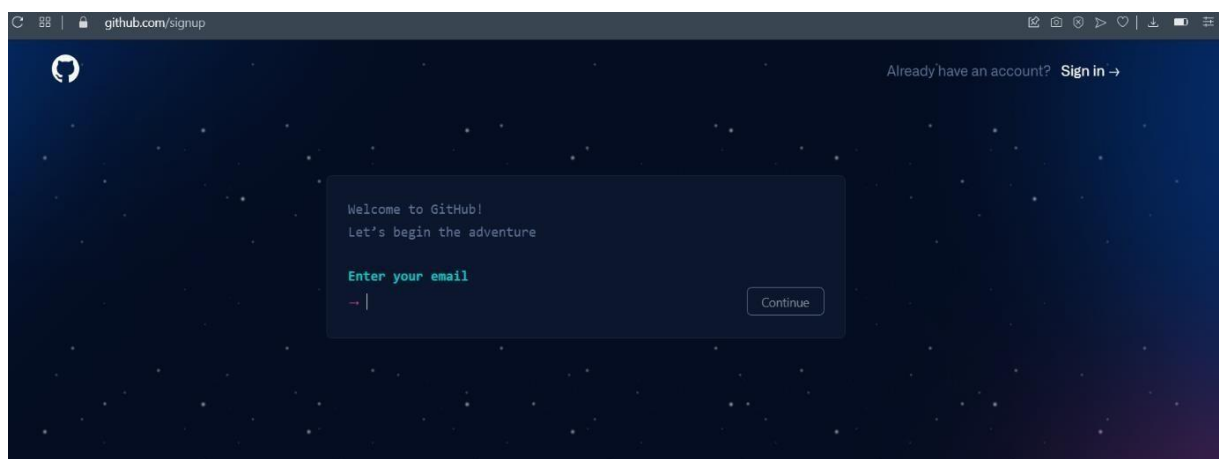 github.com/signup
Already have an account? Sign in →
Welcome to GitHub!
Let’s begin the adventure
Enter your email
→
Continue